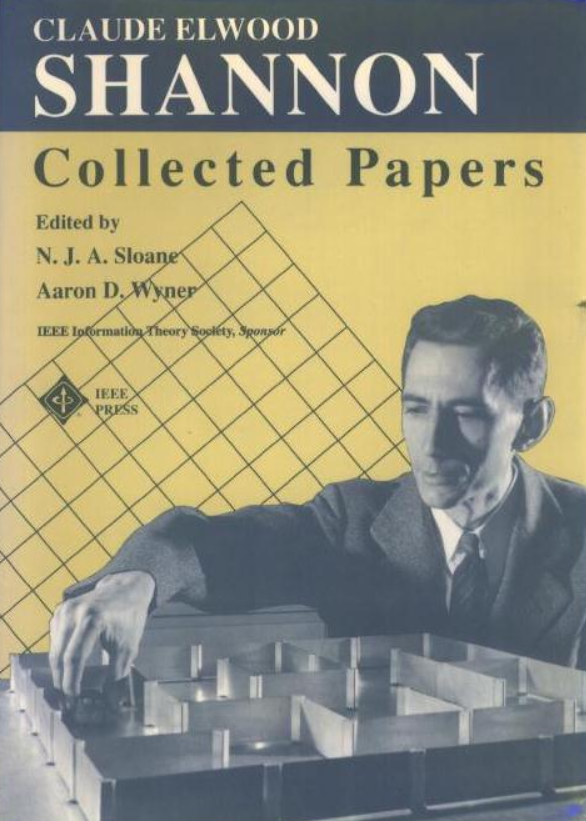 CLAUDE ELWOOD
SHANNON
Collected Papers
Edited by
N. J. A. Sloane
Aaron D. Wyner
IEEE Information Theory Society, Sponsor
IEEE
PRESS